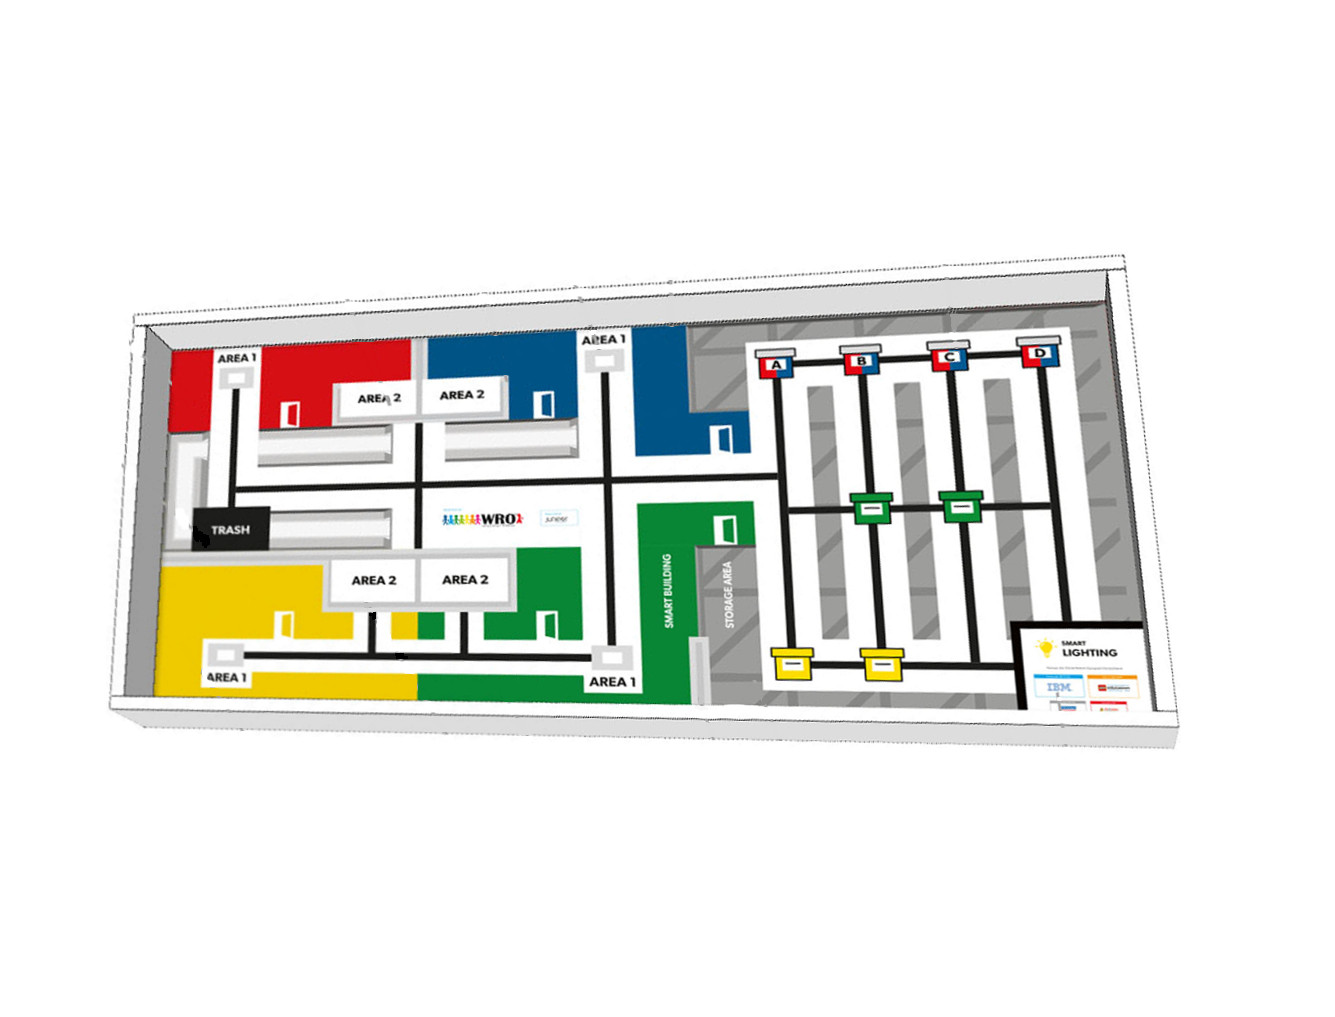 AREA 1
AREA 1
AREA 2
AREA 2
A
B
C
D
TRASH
WRO
juniper
AREA 2
AREA 2
SMART BUILDING
STORAGE AREA
AREA 1
AREA 1
SMART
LIGHTING
IBM